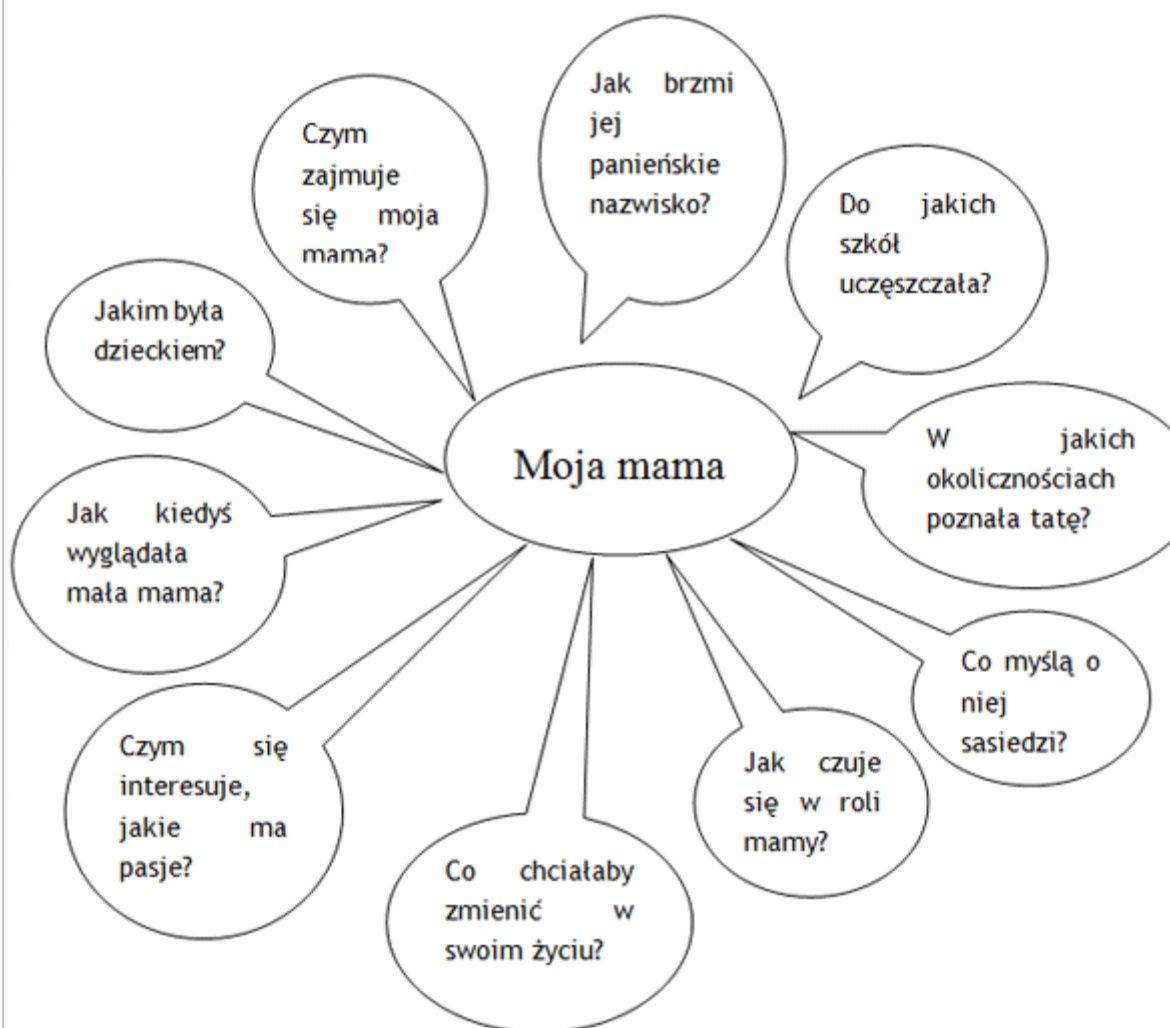 Jak brzmi
jej
panieńskie
nazwisko?
Czym
zajmuje
się moja
mama?
Do jakich
szkół
uczęszczała?
Jakim była
dzieckiem?
W jakich
okolicznościach
poznała tatę?
Moja mama
Jak kiedyś
wyglądała
mała mama?
Co myślą o
niej
sasiedzi?
Czym się
interesuje,
jakie ma
pasje?
Jak czuje
się w roli
mamy?
Co chciałaby
zmienić w
swoim życiu?